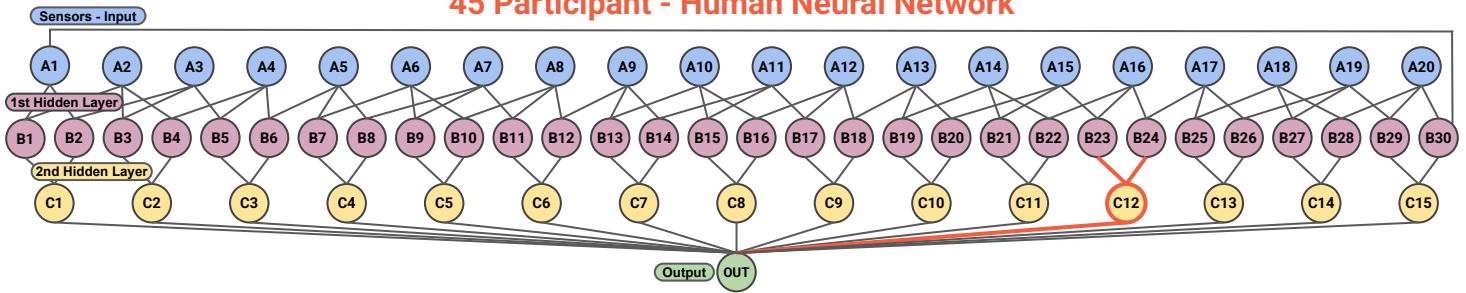 45 Participant - Human Neural Network
Sensors - Input
A1 A2 A3 A4 A5 A6 A7 A8 A9 A10 A11 A12 A13 A14 A15 A16 A17 A18 A19 A20
1st Hidden Layer
B1 B2 B3 B4 B5 B6 B7 B8 B9 B10 B11 B12 B13 B14 B15 B16 B17 B18 B19 B20 B21 B22 B23 B24 B25 B26 B27 B28 B29 B30
2nd Hidden Layer
C1 C2 C3 C4 C5 C6 C7 C8 C9 C10 C11 C12 C13 C14 C15
Output OUT